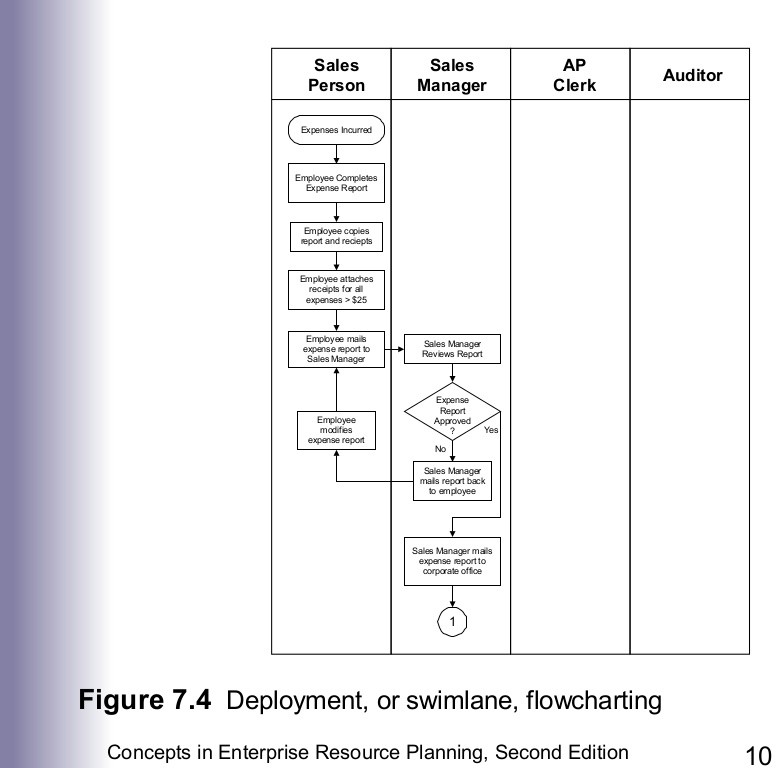 Sales
Person
Sales
Manager
AP
Clerk
Auditor
Expenses Incurred
Employee Completes
Expense Report
Employee copies
report and reciepts
Employee attaches
receipts for all
expenses > $25
Employee mails
expense report to
Sales Manager
Sales Manager
Reviews Report
Expense
Report
Approved
?
Yes
No
Employee
modifies
expense report
Sales Manager
mails report back
to employee
Sales Manager mails
expense report to
corporate office
1
Figure 7.4 Deployment, or swimlane, flowcharting
Concepts in Enterprise Resource Planning, Second Edition
10